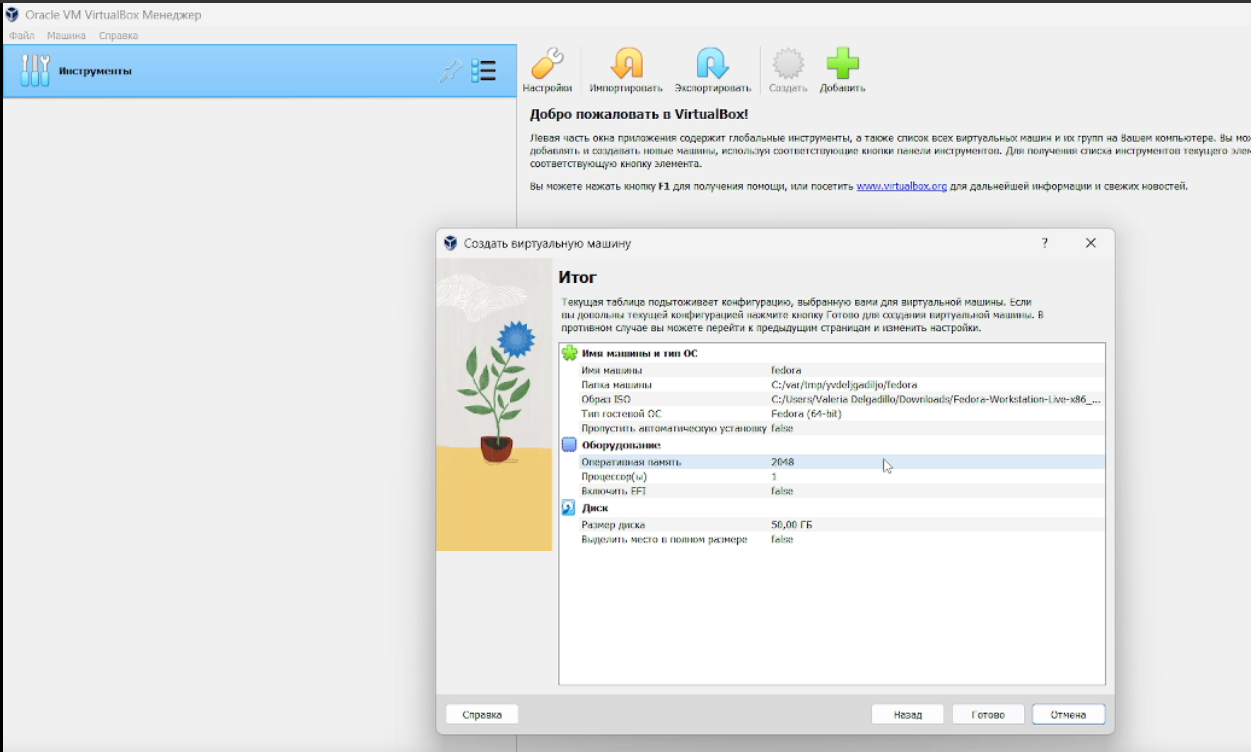 Oracle VM VirtualBox Менеджер
Файл Машина Справка
Инструменты
Настройки Импортировать Экспортировать Создать Добавить
Добро пожаловать в VirtualBox!
Левая часть окна приложения содержит глобальные инструменты, а также список всех виртуальных машин и их групп на Вашем компьютере. Вы мо
добавлять и создавать новые машины, используя соответствующие кнопки панели инструментов. Для получения списка инструментов текущего эле
соответствующую кнопку элемента.
Вы можете нажать кнопку F1 для получения помощи, или посетить www.virtualbox.org для дальнейшей информации и свежих новостей.
Создать виртуальную машину ?
Итог
Текущая таблица подытоживает конфигурацию, выбранную вами для виртуальной машины. Если
вы довольны текущей конфигурацией нажмите кнопку Готово для создания виртуальной машины. В
противном случае вы можете перейти к предыдущим страницам и изменить настройки.
Имя машины и тип ОС
Имя машины fedora
Папка машины C:/var/tmp/yvdeljgadiljo/fedora
Образ ISO C:/Users/Valeria Delgadillo/Downloads/Fedora-Workstation-Live-x86_...
Тип гостевой ОС Fedora (64-bit)
Пропустить автоматическую установку false
Оборудование
Оперативная память 2048
Процессор(ы) 1
Включить EFI false
Диск
Размер диска 50,00 ГБ
Выделить место в полном размере false
Справка Назад Готово Отмена